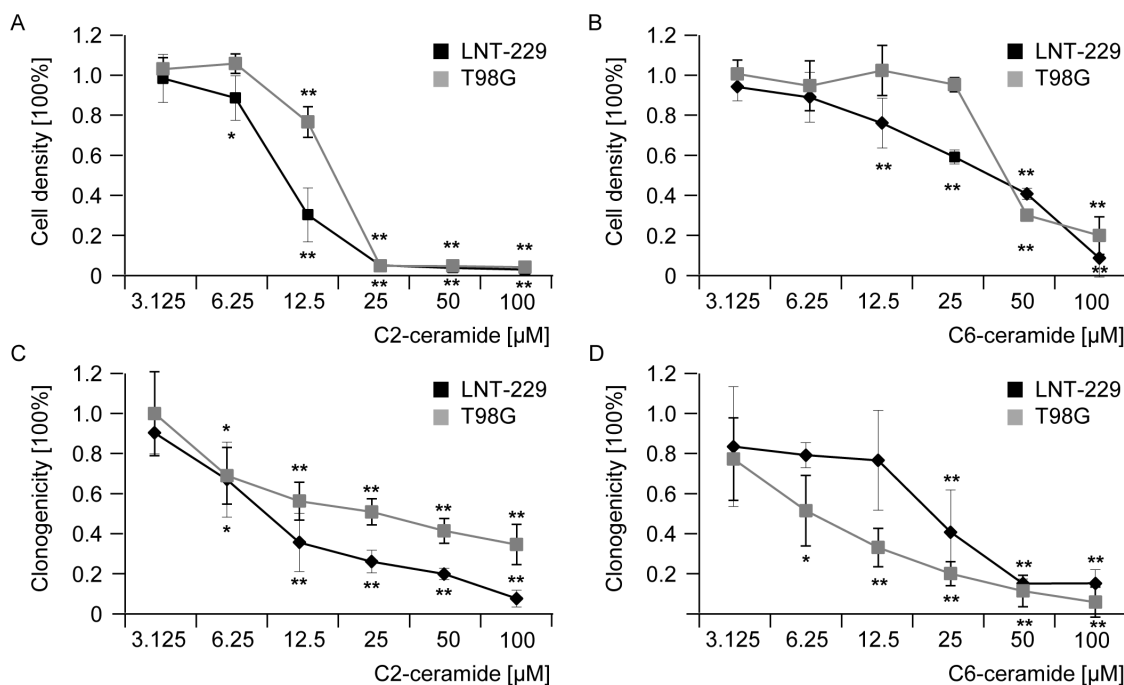 A
1.2
1.0
0.8
0.6
0.4
0.2
0
Cell density [100%]
LNT-229
T98G
*
**
**
**
**
**
**
**
**
3.125 6.25 12.5 25 50 100
C2-ceramide [µM]
B
1.2
1.0
0.8
0.6
0.4
0.2
0
Cell density [100%]
LNT-229
T98G
**
**
**
**
**
**
3.125 6.25 12.5 25 50 100
C6-ceramide [µM]
C
1.2
1.0
0.8
0.6
0.4
0.2
Clonogenicity [100%]
LNT-229
T98G
*
*
**
**
**
**
**
**
**
**
3.125 6.25 12.5 25 50 100
C2-ceramide [µM]
D
1.2
1.0
0.8
0.6
0.4
0.2
Clonogenicity [100%]
LNT-229
T98G
*
**
**
**
**
**
**
**
3.125 6.25 12.5 25 50 100
C6-ceramide [µM]